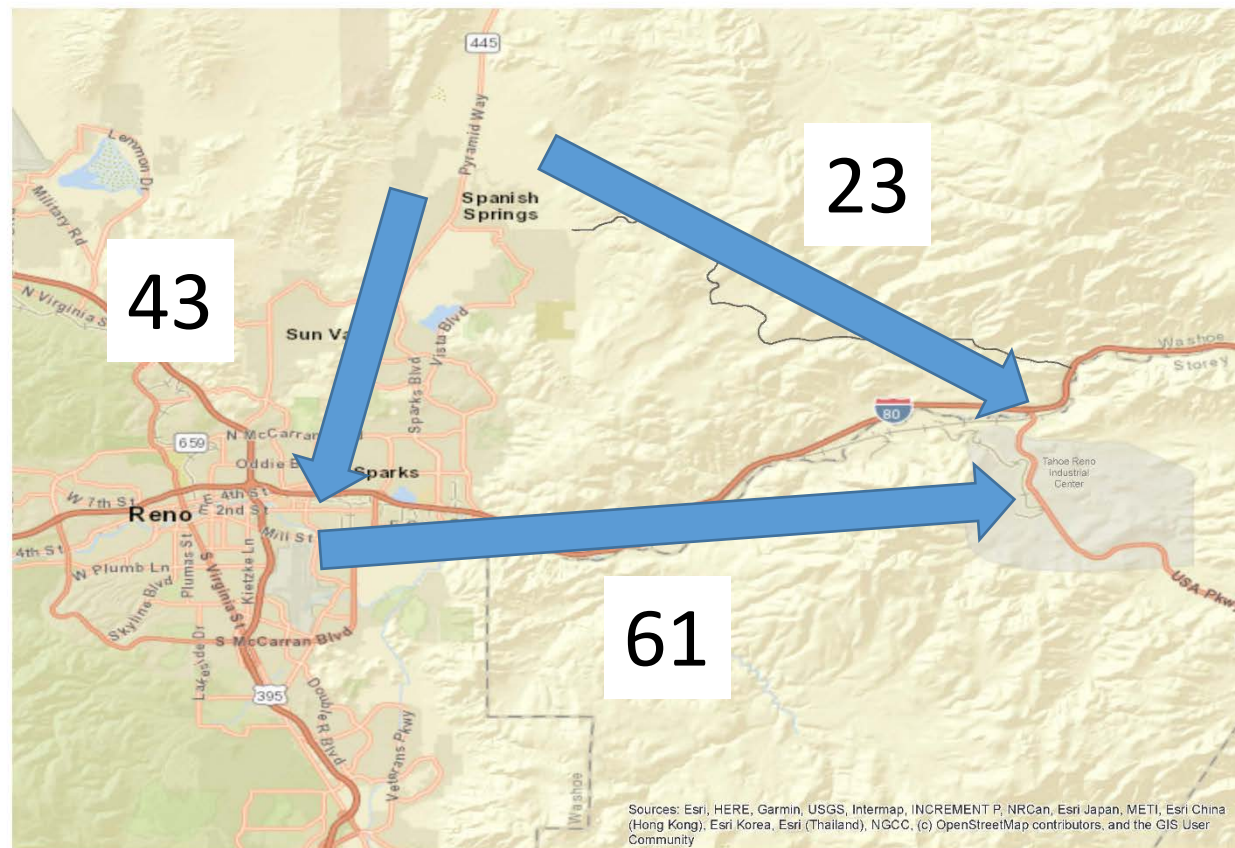 445
Pyramid Way
Lemmon Dr
Military Rd
23
Spanish
Springs
43
N Virginia S
Sun Va
Vista Blvd
Sparks Blvd
Washoe
Storey
80
659
N McCarran
Oddie B
Sparks
Tahoe Reno
Industrial
Center
W 7th St
E 4th St
E 2nd St
Reno
Mill St
4th St
W Plumb Ln
Plumas St
S Virginia St
Kietzke Ln
Skyline Blvd
USA Pkwy
61
S McCarran Blvd
Lakeside Dr
395
Double R Blvd
Veterans Pkwy
Washoe
Sources: Esri, HERE, Garmin, USGS, Intermap, INCREMENT P, NRCan, Esri Japan, METI, Esri China
(Hong Kong), Esri Korea, Esri (Thailand), NGCC, (c) OpenStreetMap contributors, and the GIS User
Community